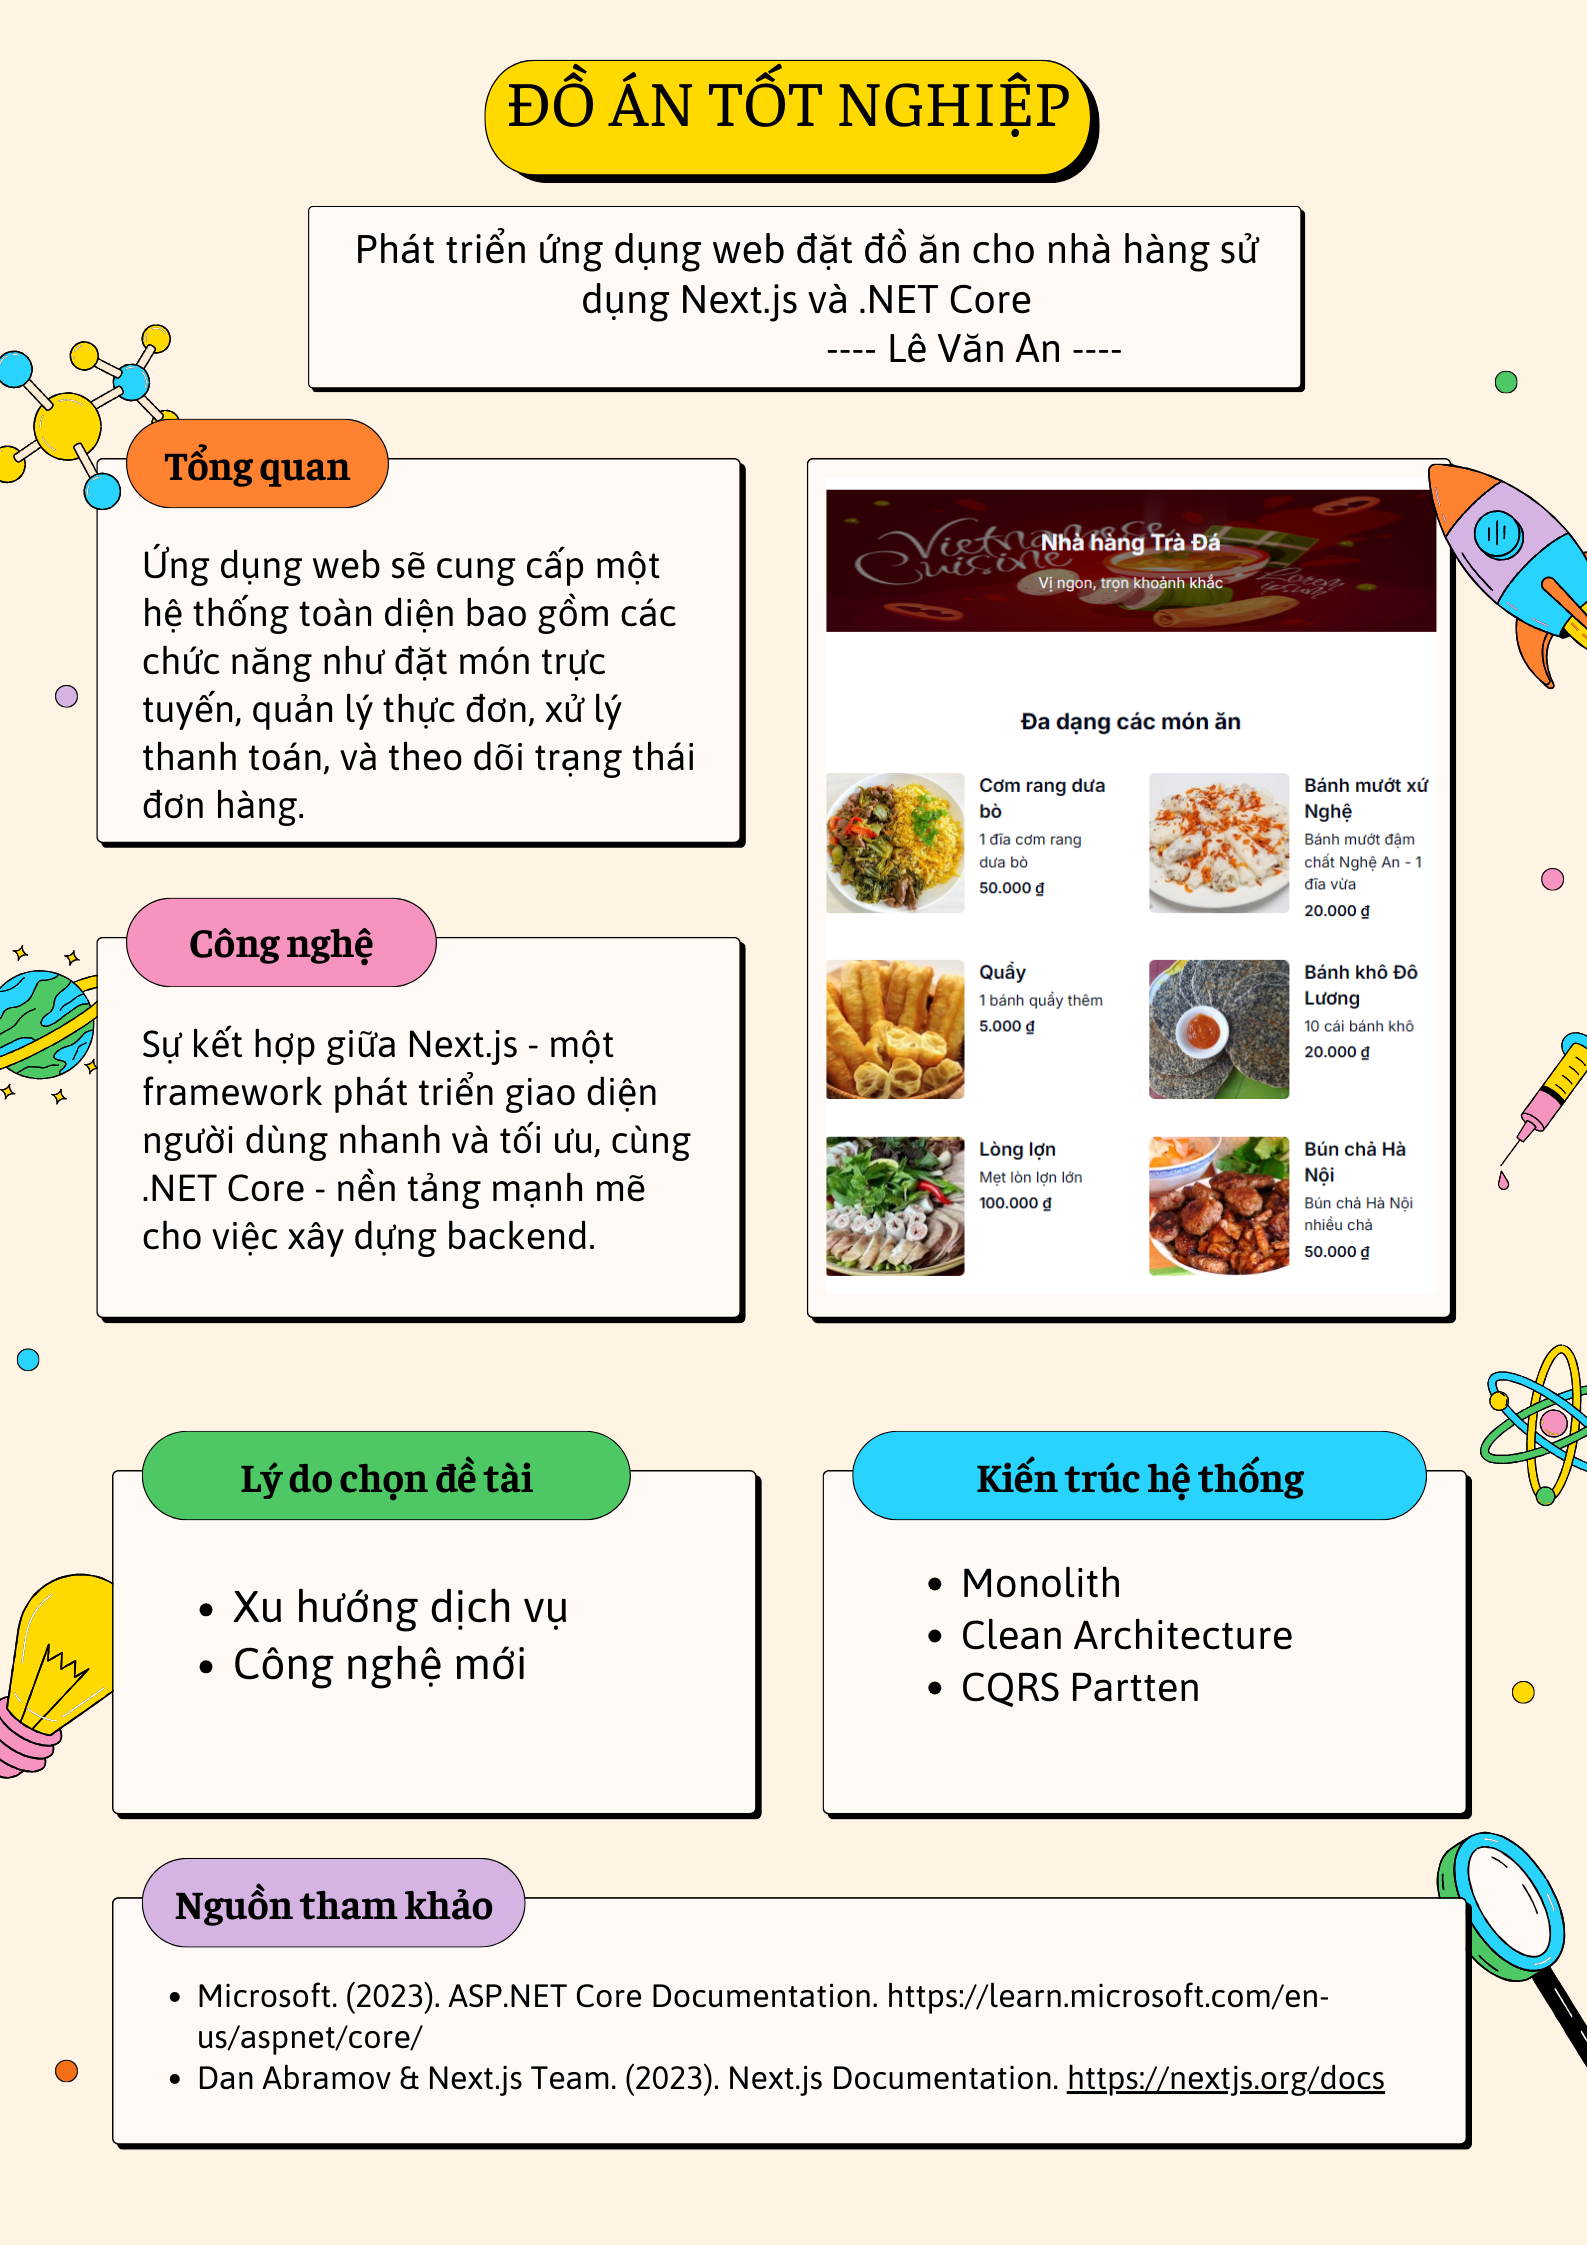 ĐỒ ÁN TỐT NGHIỆP
Phát triển ứng dụng web đặt đồ ăn cho nhà hàng sử
dụng Next.js và .NET Core
---- Lê Văn An ----
Tổng quan
Ứng dụng web sẽ cung cấp một
hệ thống toàn diện bao gồm các
chức năng như đặt món trực
tuyến, quản lý thực đơn, xử lý
thanh toán, và theo dõi trạng thái
đơn hàng.
Công nghệ
Sự kết hợp giữa Next.js - một
framework phát triển giao diện
người dùng nhanh và tối ưu, cùng
.NET Core - nền tảng mạnh mẽ
cho việc xây dựng backend.
Vietnamese
Cuisine
Nhà hàng Trà Đá
Vị ngon, trọn khoảnh khắc
Đa dạng các món ăn
Cơm rang dưa
bò
1 đĩa cơm rang
dưa bò
50.000 ₫
Bánh mướt xứ
Nghệ
Bánh mướt đậm
chất Nghệ An - 1
đĩa vừa
20.000 ₫
Quẩy
1 bánh quẩy thêm
5.000 ₫
Bánh khô Đô
Lương
10 cái bánh khô
20.000 ₫
Lòng lợn
Mẹt lòn lợn lớn
100.000 ₫
Bún chả Hà
Nội
Bún chả Hà Nội
nhiều chả
50.000 ₫
Lý do chọn đề tài
• Xu hướng dịch vụ
• Công nghệ mới
Kiến trúc hệ thống
• Monolith
• Clean Architecture
• CQRS Partten
Nguồn tham khảo
• Microsoft. (2023). ASP.NET Core Documentation. https://learn.microsoft.com/en-
us/aspnet/core/
• Dan Abramov & Next.js Team. (2023). Next.js Documentation. https://nextjs.org/docs